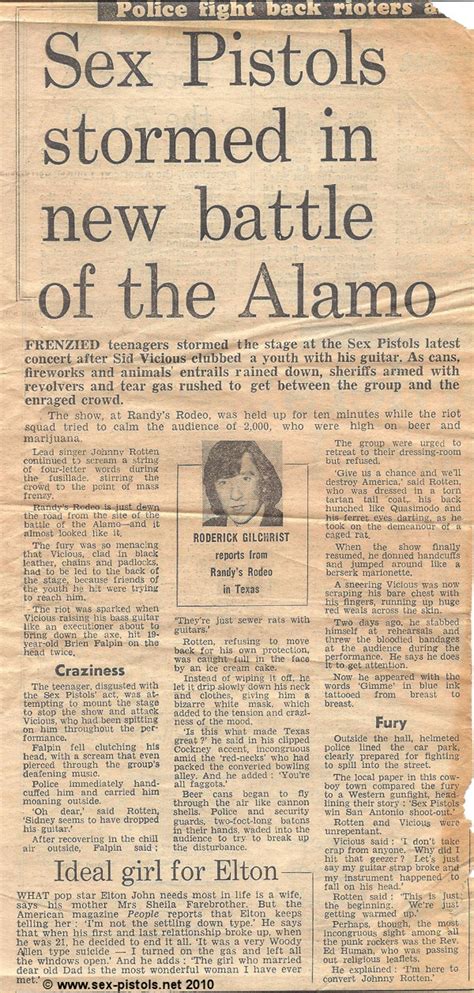 Police fight back rioters a
Sex Pistols
stormed in
new battle
of the Alamo
FRENZIED teenagers stormed the stage at the Sex Pistols latest
concert after Sid Vicious clubbed a youth with his guitar. As cans,
fireworks and animals' entrails rained down, sheriffs armed with
revolvers and tear gas rushed to get between the group and the
enraged crowd.
The show, at Randy's Rodeo, was held up for ten minutes while the riot
squad tried to calm the audience of 2,000, who were high on beer and
marijuana.
Lead singer Johnny Rotten
continued to scream a string
of four-letter words during
the fusillade, stirring the
crowd to the point of mass
frenzy.
Randy's Rodeo is just down
the road from the site of the
battle of the Alamo—and it
almost looked like it.
The fury was so menacing
that Vicious, clad in black
leather, chains and padlocks,
had to be led to the back of
the stage, because friends of
the youth he hit were trying
to reach him.
The riot was sparked when
Vicious raising his bass guitar
like an executioner about to
bring down the axe, hit 19-
year-old Brien Falpin on the
head twice.
Craziness
The teenager, disgusted with
the Sex Pistols' act, was at-
tempting to mount the stage
to stop the show and attack
Vicious, who had been spitting
on him throughout the per-
formance.
Falpin fell clutching his
head, with a scream that even
pierced through the group's
deafening music.
Police immediately hand-
cuffed him and carried him
moaning outside.
'Oh dear,' said Rotten,
'Sidney seems to have dropped
his guitar.'
After recovering in the chill
air outside, Falpin said:
RODERICK GILCHRIST
reports from
Randy's Rodeo
in Texas
'They're just sewer rats with
guitars.'
Rotten, refusing to move
back for his own protection,
was caught full in the face
by an ice cream cake.
Instead of wiping it off, he
let it drip slowly down his neck
and clothes, giving him a
bizarre white mask, which
added to the tension and crazi-
ness of the mood.
'Is this what made Texas
great?' he said in his clipped
Cockney accent, incongruous
amid the 'red-necks' who had
packed the converted bowling
alley. And he added: 'You're
all faggots.'
Beer cans began to fly
through the air like cannon
shells. Police and security
guards, two-foot-long batons
in their hands, waded into the
audience to try to break up
the disturbance.
The group were urged to
retreat to their dressing-room
but refused.
'Give us a chance and we'll
destroy America,' said Rotten,
who was dressed in a torn
tartan tail coat, his back
hunched like Quasimodo and
his ferret eyes darting, as he
took on the demeanour of a
caged rat.
When the show finally
resumed, he donned handcuffs
and jumped around like a
berserk marionette.
A sneering Vicious was now
scraping his bare chest with
his fingers, running up huge
red weals across the skin.
Two days ago, he stabbed
himself at rehearsals and
threw the bloodied bandages
at the audience during the
performance. He says he does
it to get attention.
Now he appeared with the
words 'Gimme' in blue ink
tattooed from breast to
breast.
Fury
Outside the hall, helmeted
police lined the car park,
clearly prepared for fighting
to spill into the street.
The local paper in this cow-
boy town compared the fury
to a Western gunfight, head-
lining their story: 'Sex Pistols
win San Antonio shoot-out.'
Rotten and Vicious were
unrepentant.
Vicious said: 'I don't take
crap from anyone. Why did I
hit that geezer? Let's just
say my guitar strap broke and
my instrument happened to
fall on his head.'
Rotten said: 'This is just
the beginning. We're just
getting warmed up.'
Perhaps, though, the most
incongruous sight among all
the punk rockers was the Rev.
Ed Human, who was passing
out religious leaflets.
He explained: 'I'm here to
convert Johnny Rotten.'
Ideal girl for Elton
WHAT pop star Elton John needs most in life is a wife,
says his mother Mrs Sheila Farebrother. But the
American magazine People reports that Elton keeps
telling her: 'I'm not the settling down type.' He says
that when his first and last relationship broke up, when
he was 21, he decided to end it all. 'It was a very Woody
Allen type suicide — I turned on the gas and left all
the windows open.' And he adds: 'The girl who married
dear old Dad is the most wonderful woman I have ever
met.'
© www.sex-pistols.net 2010